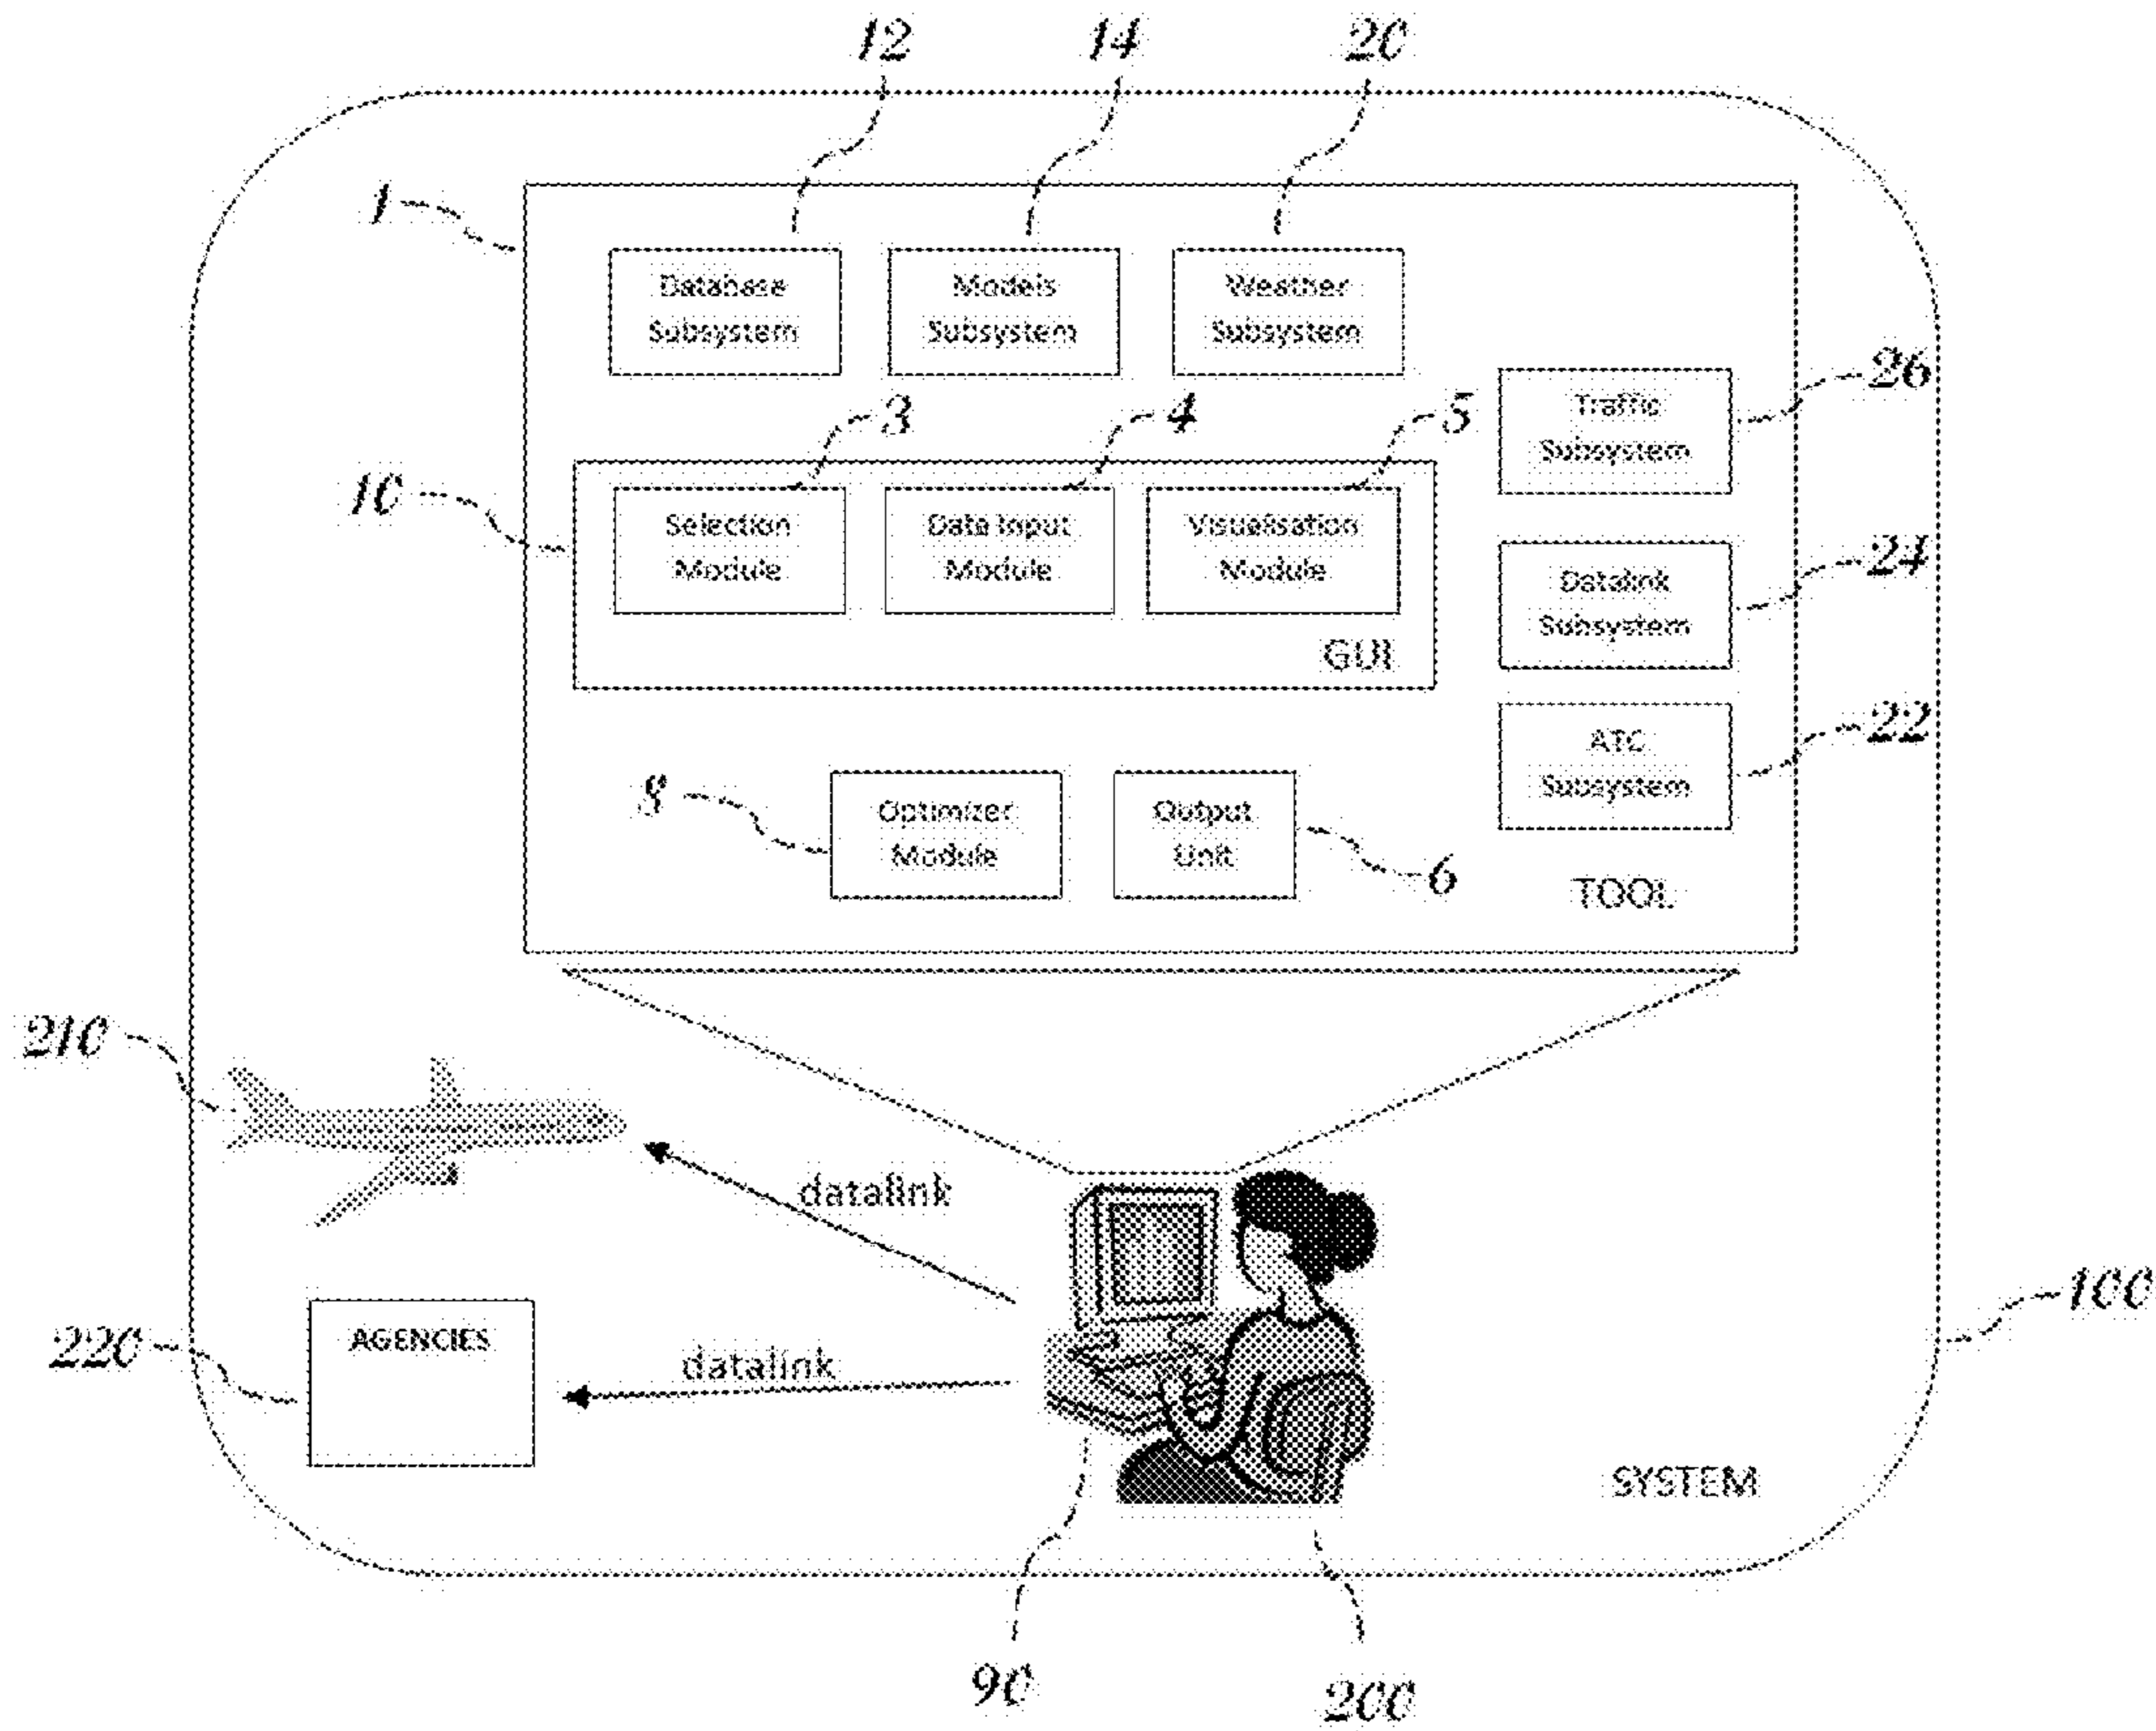 12
14
20
1
Database
Subsystem
Models
Subsystem
Weather
Subsystem
26
Traffic
Subsystem
3
4
5
10
Selection
Module
Data Input
Module
Visualisation
Module
GUI
24
Datalink
Subsystem
22
ATC
Subsystem
8
Optimizer
Module
Output
Unit
6
TOOL
210
datalink
100
220
AGENCIES
datalink
SYSTEM
90
200